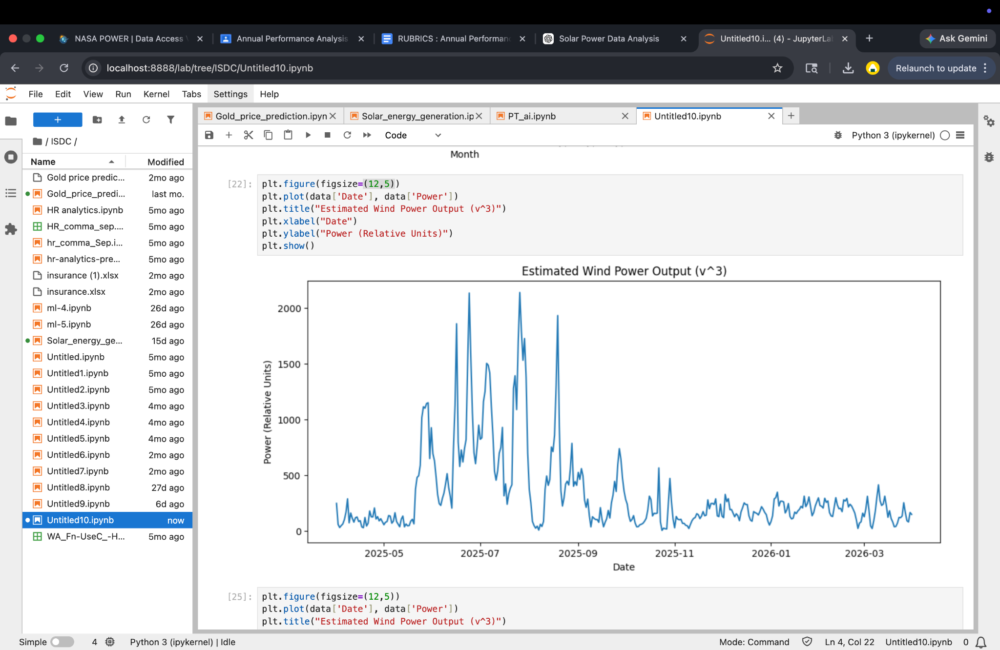 NASA POWER | Data Access
Annual Performance Analysis
RUBRICS : Annual Performan
Solar Power Data Analysis
Untitled10.i... (4) - JupyterLa
Ask Gemini
localhost:8888/lab/tree/ISDC/Untitled10.ipynb
Relaunch to update
File Edit View Run Kernel Tabs Settings Help
Gold_price_prediction.ipyn
Solar_energy_generation.ip
PT_ai.ipynb
Untitled10.ipynb
Code
Python 3 (ipykernel)
/ ISDC /
Name Modified
Gold price predic... 2mo ago
Gold_price_predi... last mo.
HR analytics.ipynb 5mo ago
HR_comma_sep.... 5mo ago
hr_comma_Sep.i... 5mo ago
hr-analytics-pre... 5mo ago
insurance (1).xlsx 2mo ago
insurance.xlsx 2mo ago
ml-4.ipynb 26d ago
ml-5.ipynb 26d ago
Solar_energy_ge... 15d ago
Untitled.ipynb 5mo ago
Untitled1.ipynb 5mo ago
Untitled2.ipynb 5mo ago
Untitled3.ipynb 4mo ago
Untitled4.ipynb 4mo ago
Untitled5.ipynb 4mo ago
Untitled6.ipynb 2mo ago
Untitled7.ipynb 2mo ago
Untitled8.ipynb 27d ago
Untitled9.ipynb 6d ago
Untitled10.ipynb now
WA_Fn-UseC_-H... 5mo ago
Month
[22]:
plt.figure(figsize=(12,5))
plt.plot(data['Date'], data['Power'])
plt.title("Estimated Wind Power Output (v^3)")
plt.xlabel("Date")
plt.ylabel("Power (Relative Units)")
plt.show()
Estimated Wind Power Output (v^3)
Power (Relative Units)
2000
1500
1000
500
0
2025-05 2025-07 2025-09 2025-11 2026-01 2026-03
Date
[25]:
plt.figure(figsize=(12,5))
plt.plot(data['Date'], data['Power'])
plt.title("Estimated Wind Power Output (v^3)")
Simple 4 Python 3 (ipykernel) | Idle Mode: Command Ln 4, Col 22 Untitled10.ipynb 0